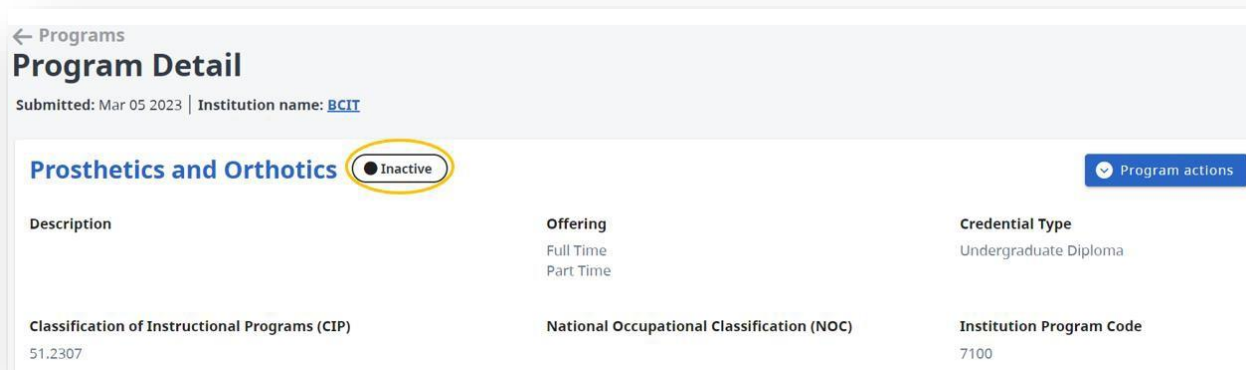 ← Programs
Program Detail
Submitted: Mar 05 2023 | Institution name: BCIT
Prosthetics and Orthotics Inactive Program actions
Description Offering Credential Type
Full Time Undergraduate Diploma
Part Time
Classification of Instructional Programs (CIP) National Occupational Classification (NOC) Institution Program Code
51.2307 7100